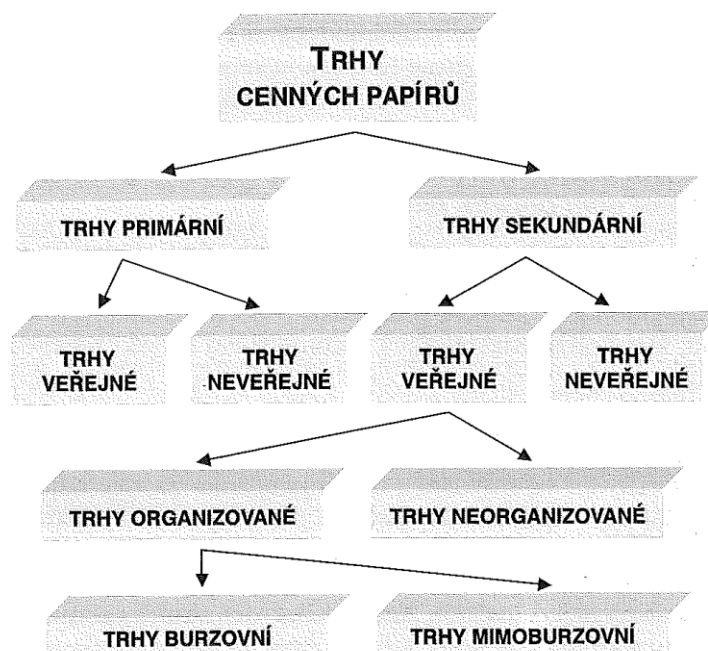 TRHY
CENNÝCH PAPÍRŮ
TRHY PRIMÁRNÍ
TRHY SEKUNDÁRNÍ
TRHY
VEŘEJNÉ
TRHY
NEVEŘEJNÉ
TRHY
VEŘEJNÉ
TRHY
NEVEŘEJNÉ
TRHY ORGANIZOVANÉ
TRHY NEORGANIZOVANÉ
TRHY BURZOVNÍ
TRHY MIMOBURZOVNÍ